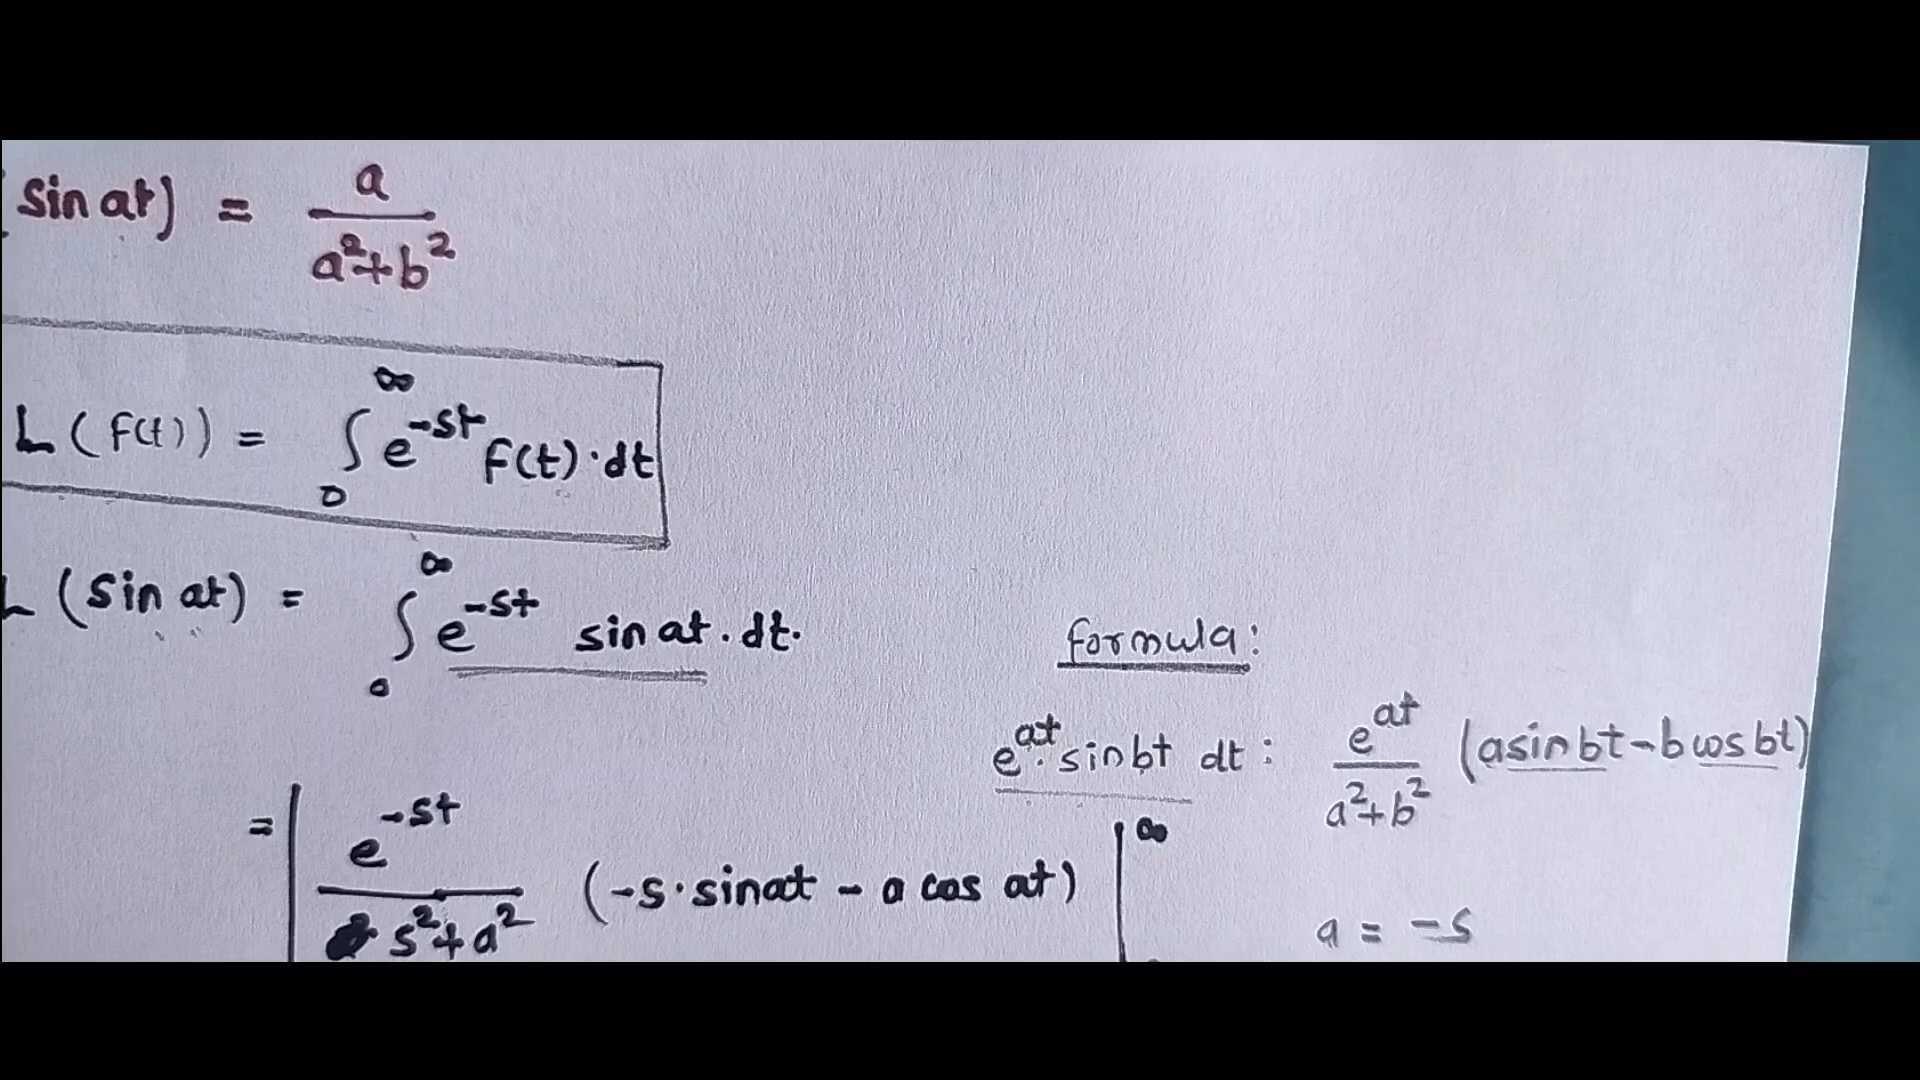 sin at) = a / a²+b²
L (f(t)) = ∫₀^∞ e^-st f(t)·dt
L (sin at) = ∫₀^∞ e^-st sin at . dt.
formula:
e^at . sin bt dt : e^at / a²+b² (a sin bt - b cos bt)
= | e^-st / s²+a² (-s · sin at - a cos at) |^∞
a = -s